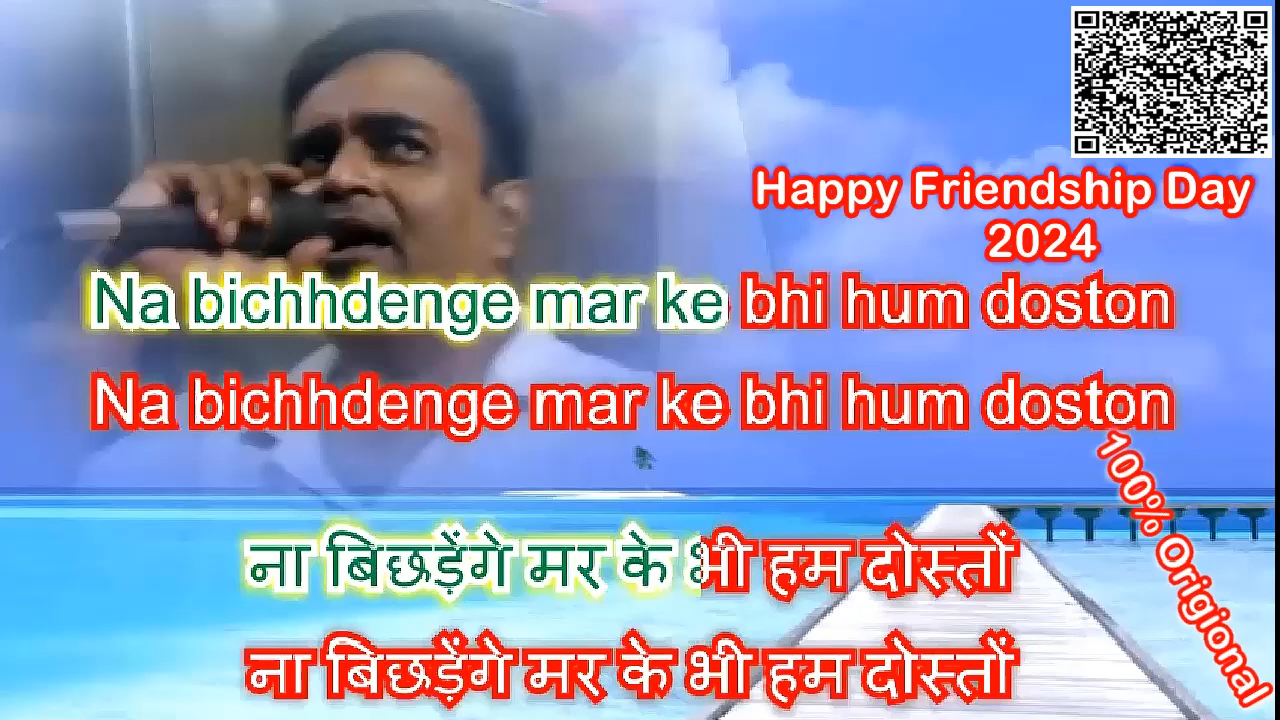 Happy Friendship Day
2024
Na bichhdenge mar ke bhi hum doston
Na bichhdenge mar ke bhi hum doston
100% Origional
ना बिछड़ेंगे मर के भी हम दोस्तों
ना बिछड़ेंगे मर के भी हम दोस्तों